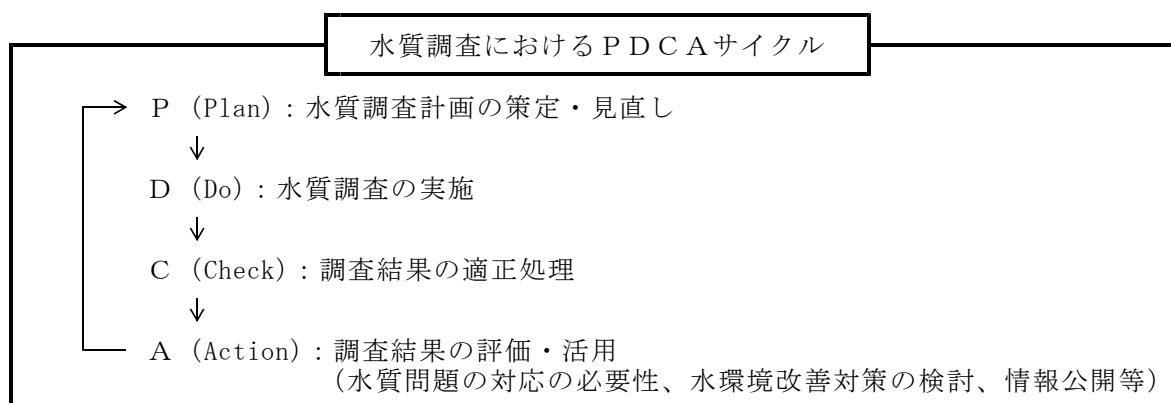 水質調査におけるＰＤＣＡサイクル
Ｐ（Plan）：水質調査計画の策定・見直し
Ｄ（Do）：水質調査の実施
Ｃ（Check）：調査結果の適正処理
Ａ（Action）：調査結果の評価・活用
（水質問題の対応の必要性、水環境改善対策の検討、情報公開等）